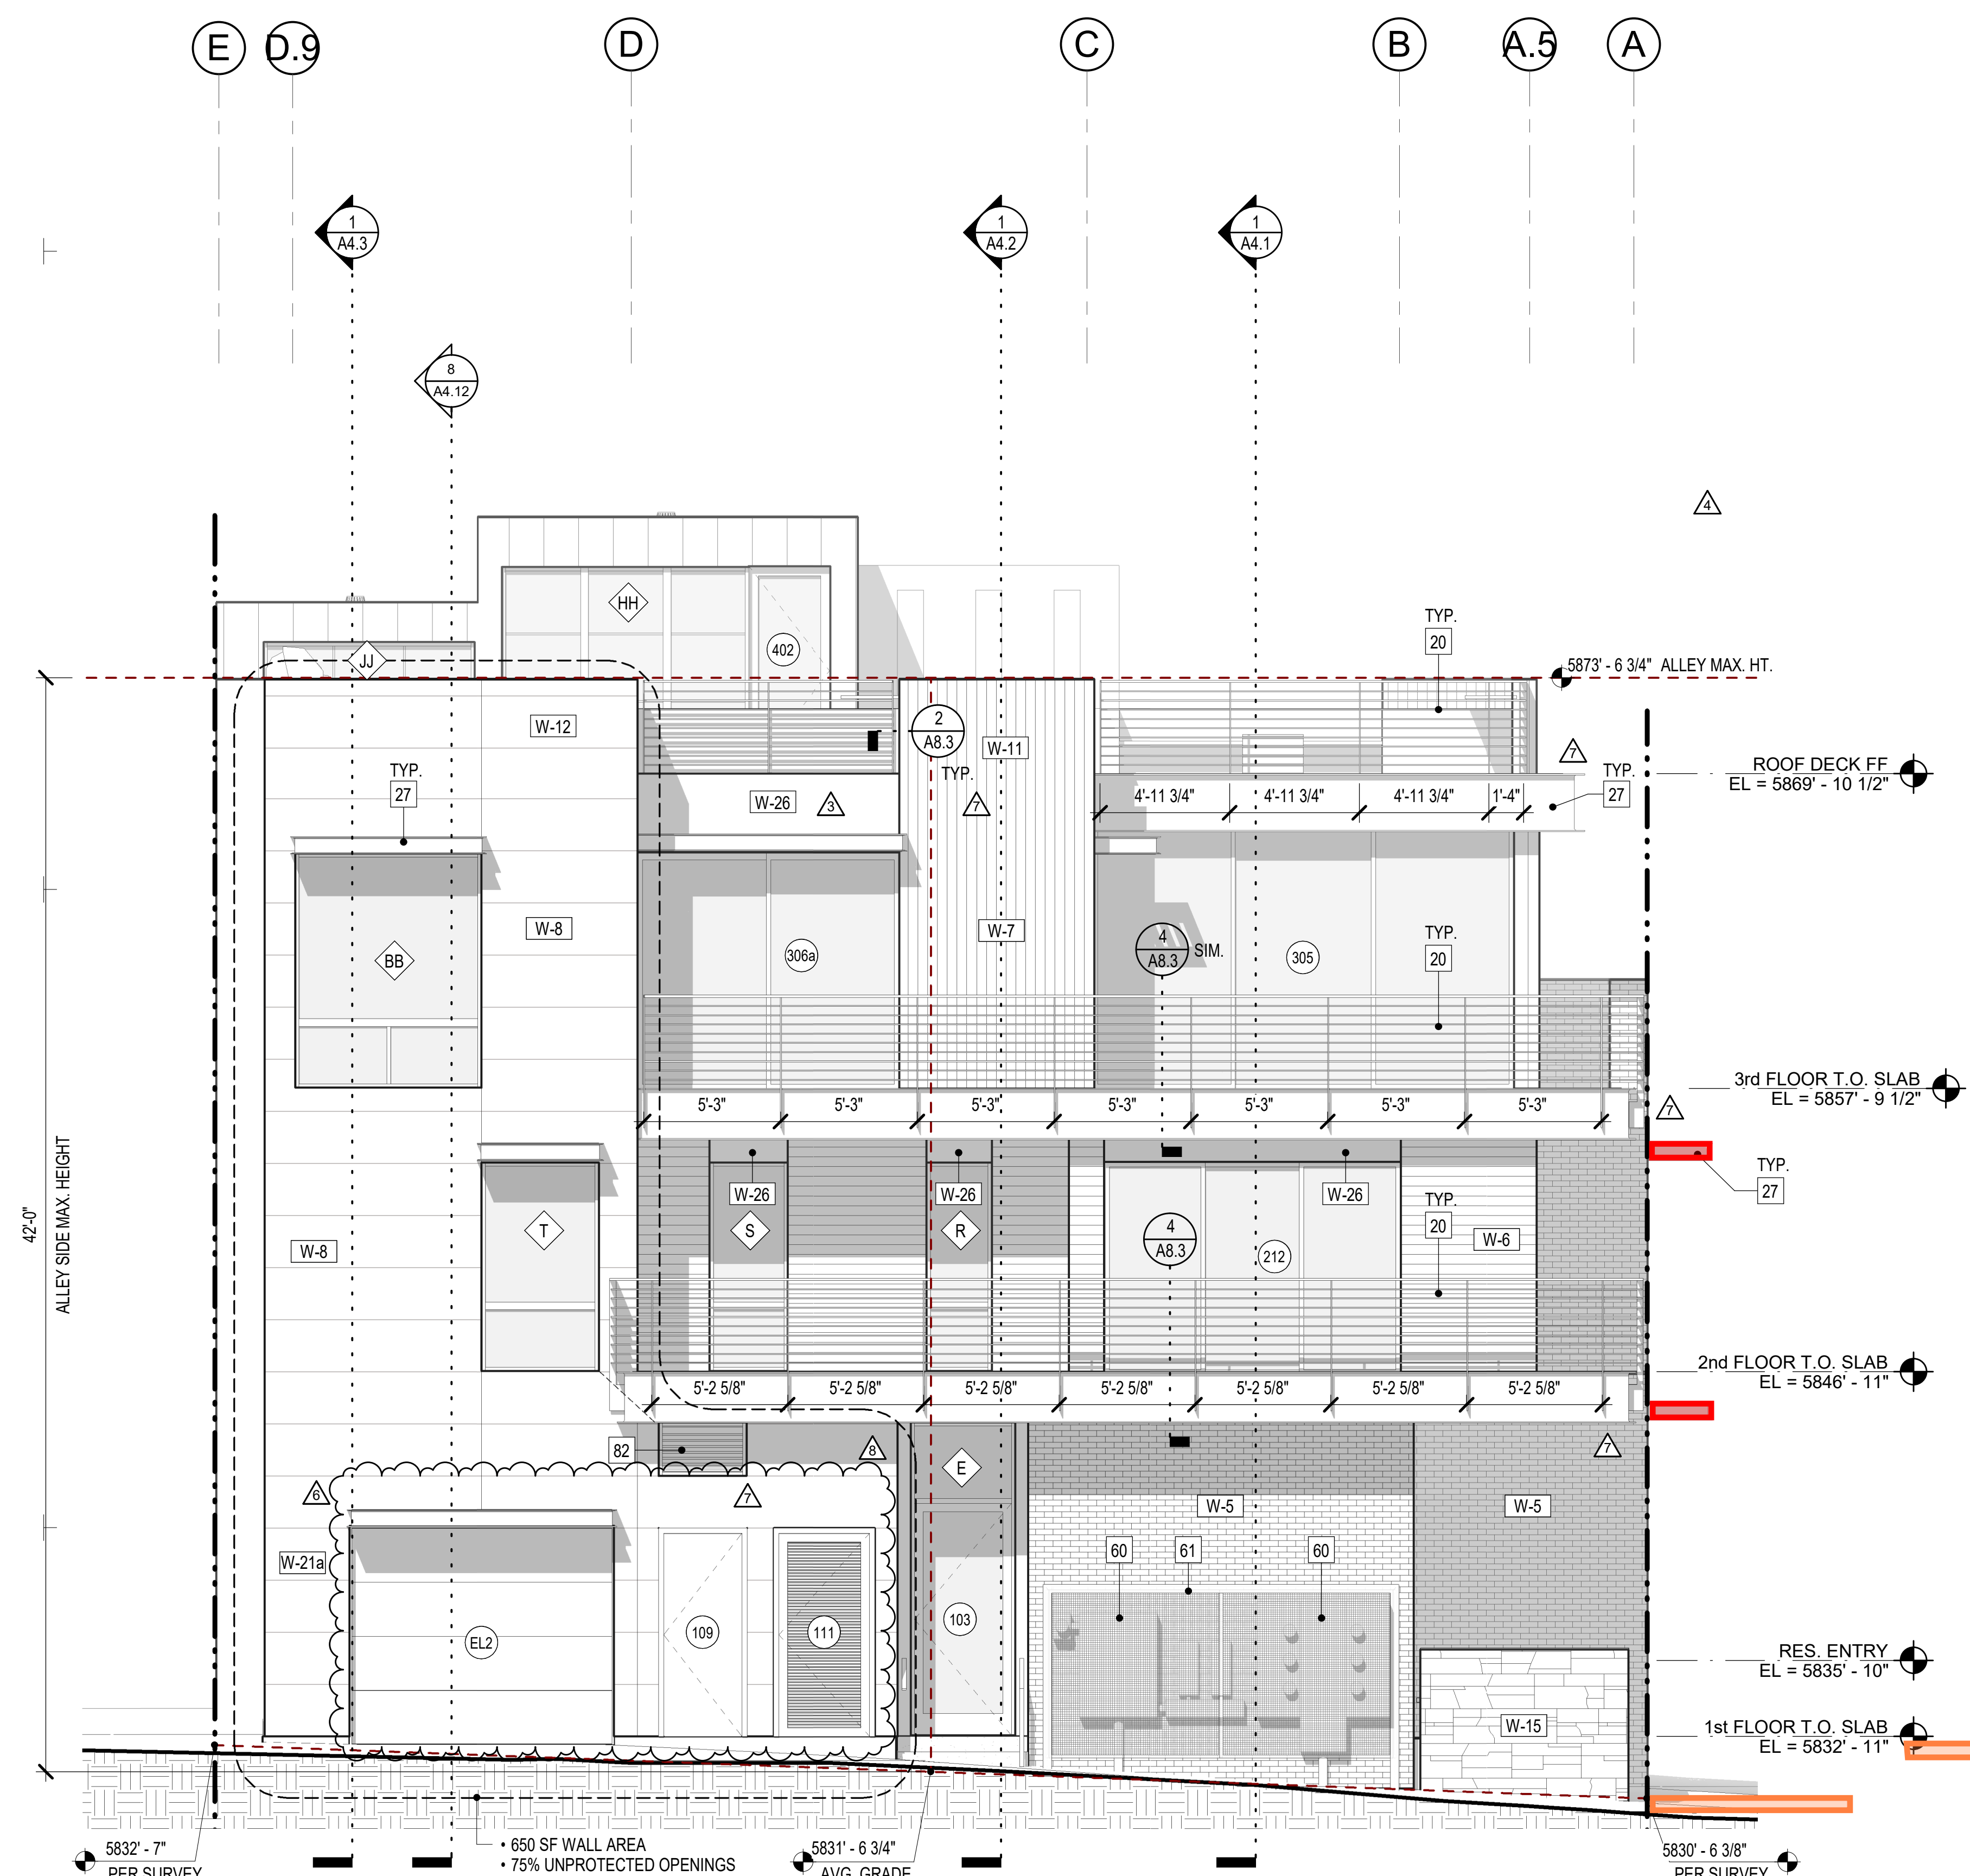 E
D.9
D
C
B
A.5
A
1
A4.3
1
A4.2
1
A4.1
8
A4.12
4
HH
402
JJ
TYP.
20
5873' - 6 3/4" ALLEY MAX. HT.
W-12
2
A8.3
TYP.
W-11
7
ROOF DECK FF
EL = 5869' - 10 1/2"
TYP.
27
W-26
3
7
4'-11 3/4"
4'-11 3/4"
4'-11 3/4"
1'-4"
TYP.
27
W-8
BB
306a
W-7
4
A8.3
SIM.
305
TYP.
20
3rd FLOOR T.O. SLAB
EL = 5857' - 9 1/2"
7
5'-3"
5'-3"
5'-3"
5'-3"
5'-3"
5'-3"
5'-3"
TYP.
27
42'-0"
ALLEY SIDE MAX. HEIGHT
W-26
W-26
W-26
TYP.
20
W-8
T
S
R
4
A8.3
212
W-6
2nd FLOOR T.O. SLAB
EL = 5846' - 11"
5'-2 5/8"
5'-2 5/8"
5'-2 5/8"
5'-2 5/8"
5'-2 5/8"
5'-2 5/8"
5'-2 5/8"
82
8
7
E
6
7
W-5
W-5
W-21a
60
61
60
EL2
109
111
103
RES. ENTRY
EL = 5835' - 10"
W-15
1st FLOOR T.O. SLAB
EL = 5832' - 11"
5832' - 7"
PER SURVEY
• 650 SF WALL AREA
• 75% UNPROTECTED OPENINGS
5831' - 6 3/4"
AVG. GRADE
5830' - 6 3/8"
PER SURVEY